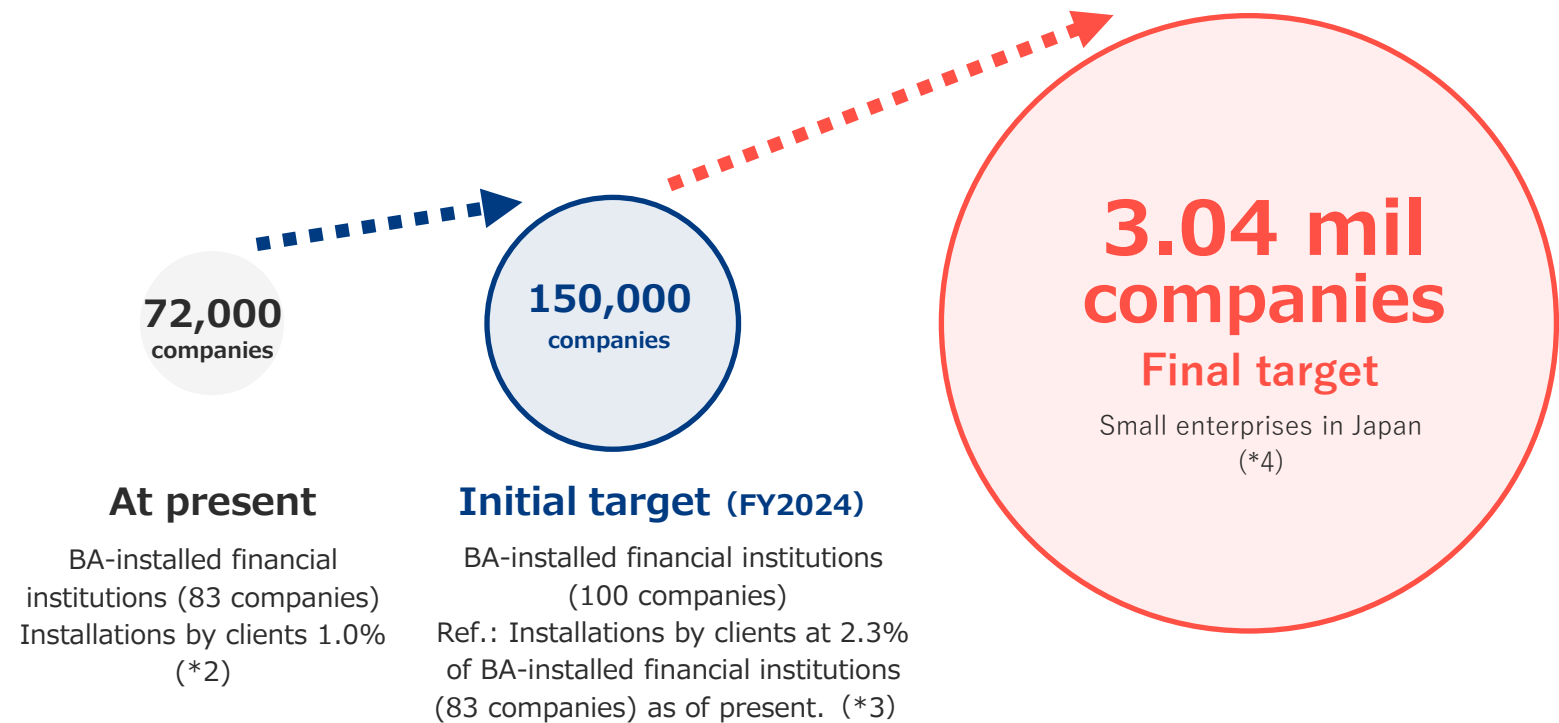 72,000
companies
At present
BA-installed financial
institutions (83 companies)
Installations by clients 1.0%
(*2)
150,000
companies
Initial target（FY2024）
BA-installed financial institutions
(100 companies)
Ref.: Installations by clients at 2.3%
of BA-installed financial institutions
(83 companies) as of present.（*3）
3.04 mil
companies
Final target
Small enterprises in Japan
(*4)